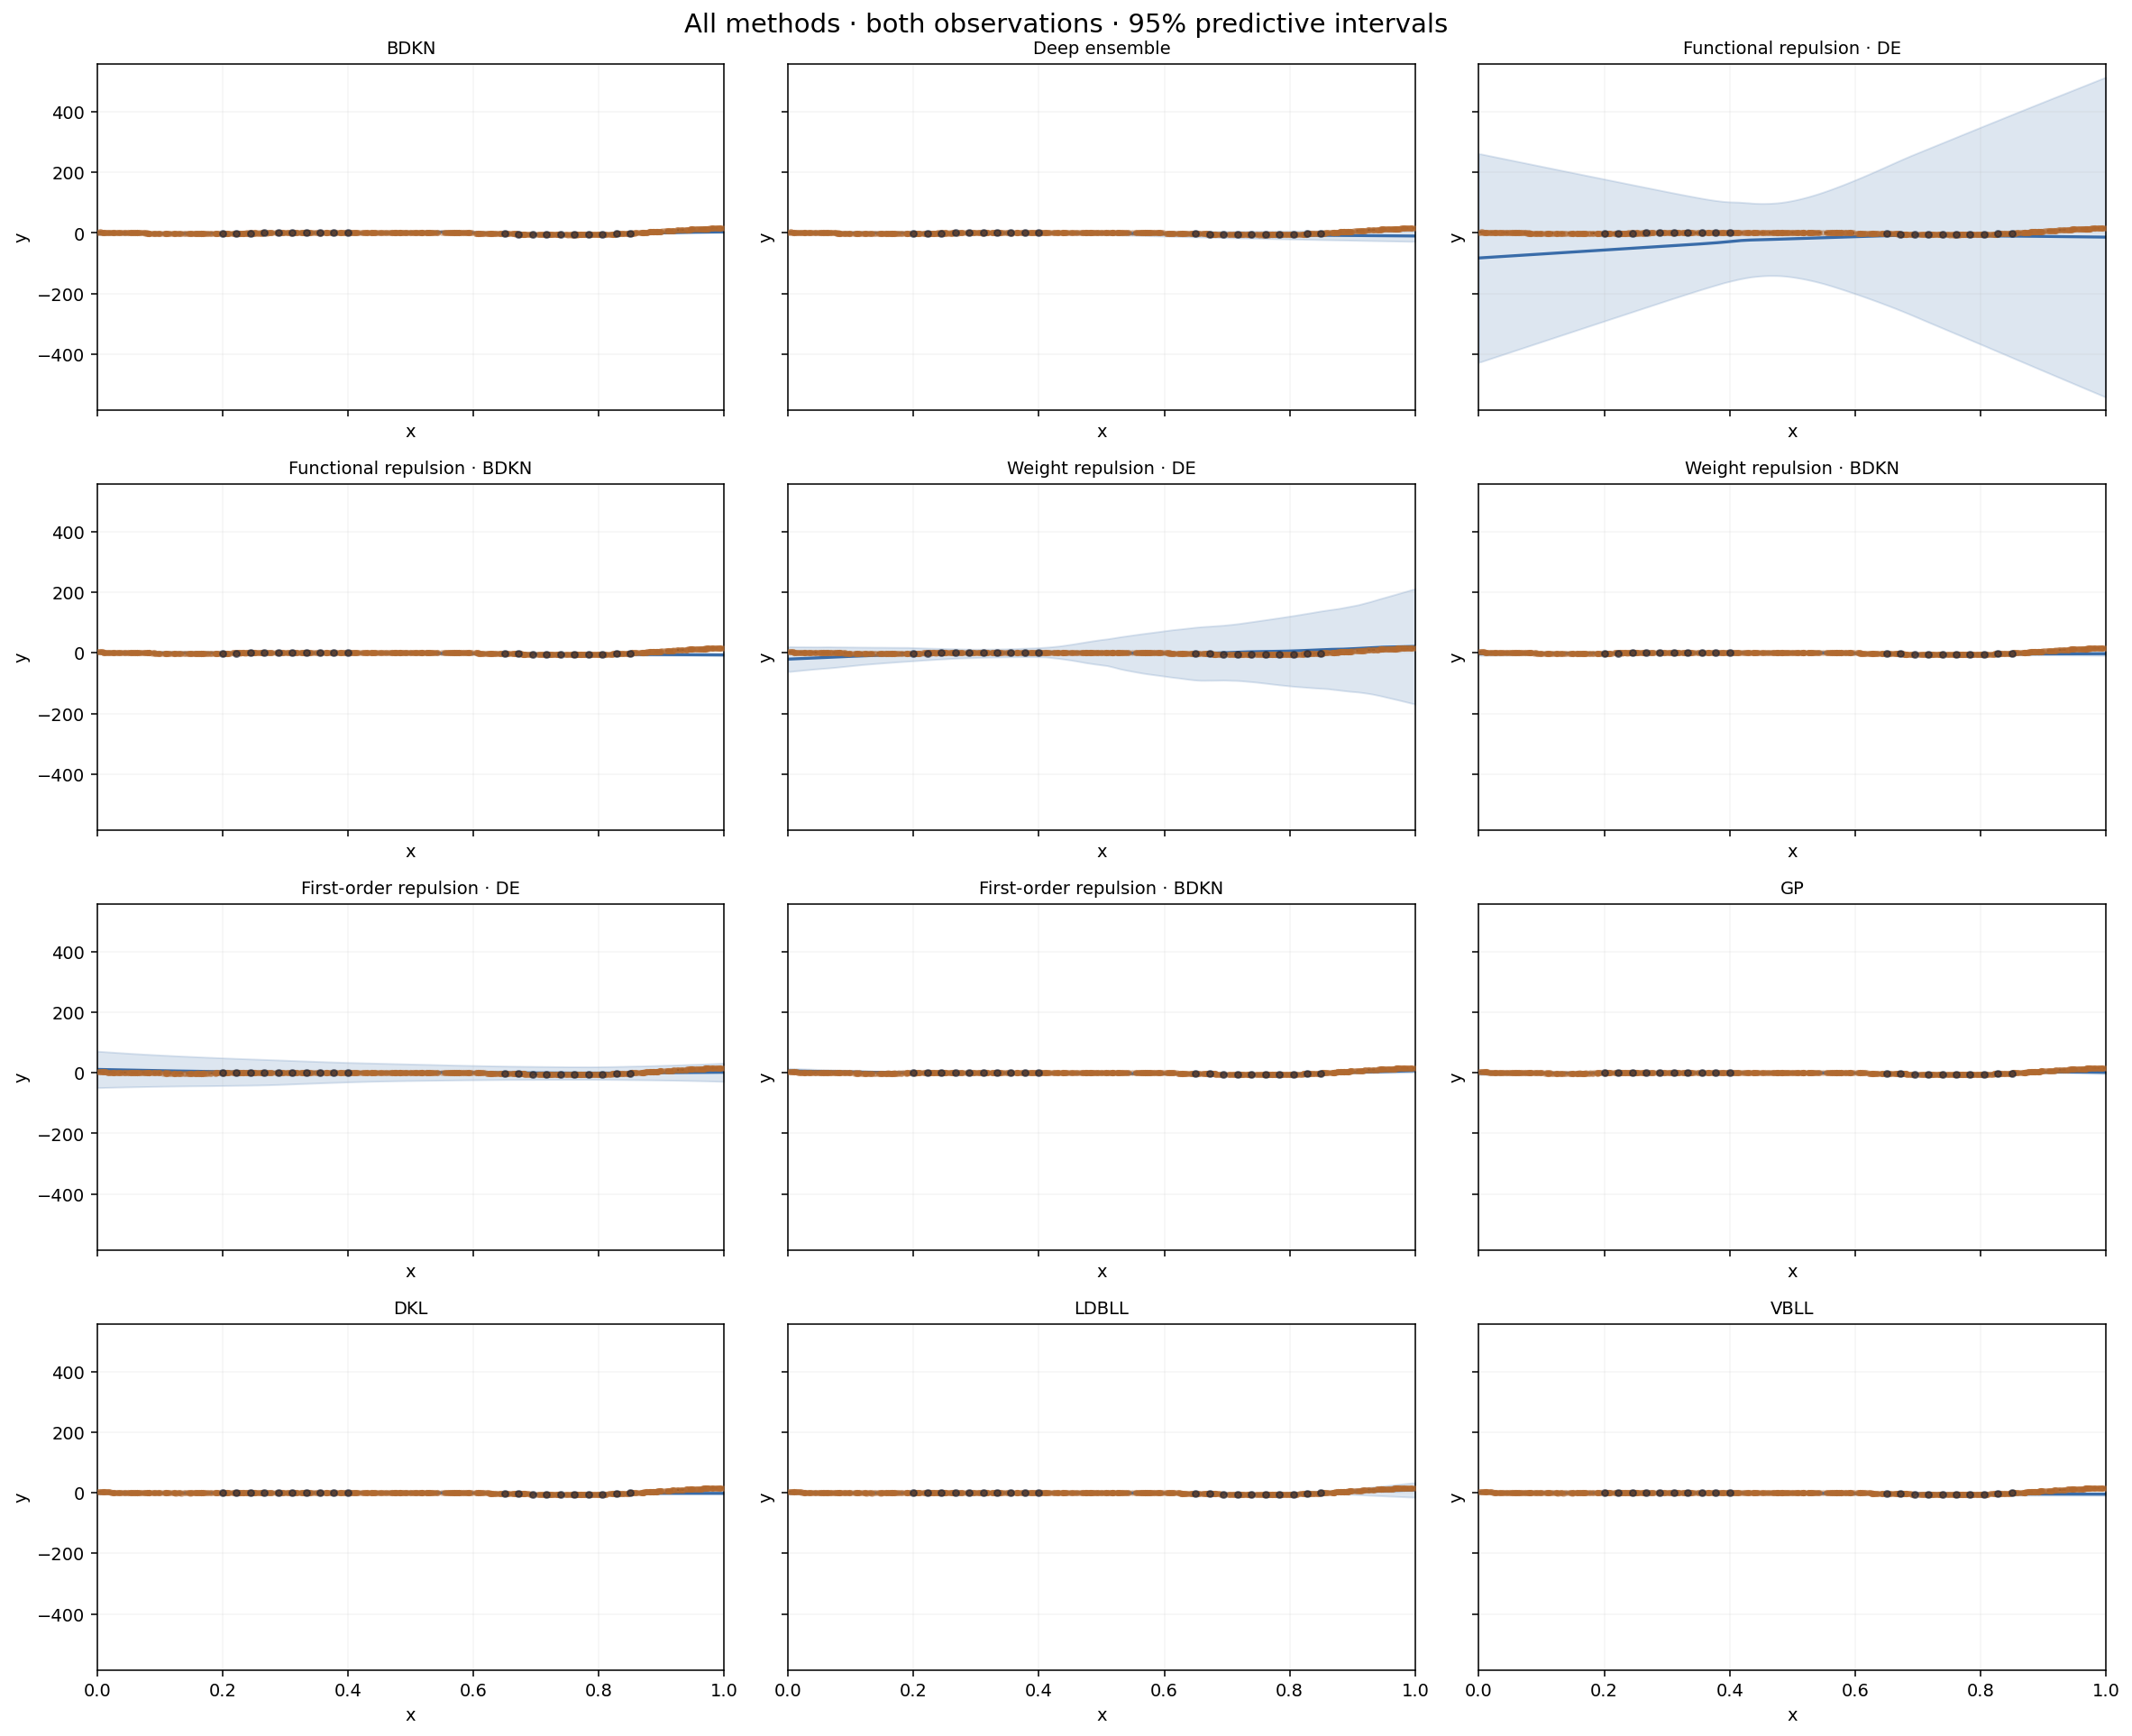 All methods · both observations · 95% predictive intervals
BDKN
Deep ensemble
Functional repulsion · DE
400
200
0
−200
−400
y
y
y
x
x
x
Functional repulsion · BDKN
Weight repulsion · DE
Weight repulsion · BDKN
400
200
0
−200
−400
y
y
y
x
x
x
First-order repulsion · DE
First-order repulsion · BDKN
GP
400
200
0
−200
−400
y
y
y
x
x
x
DKL
LDBLL
VBLL
400
200
0
−200
−400
y
y
y
0.0 0.2 0.4 0.6 0.8 1.0
0.0 0.2 0.4 0.6 0.8 1.0
0.0 0.2 0.4 0.6 0.8 1.0
x
x
x